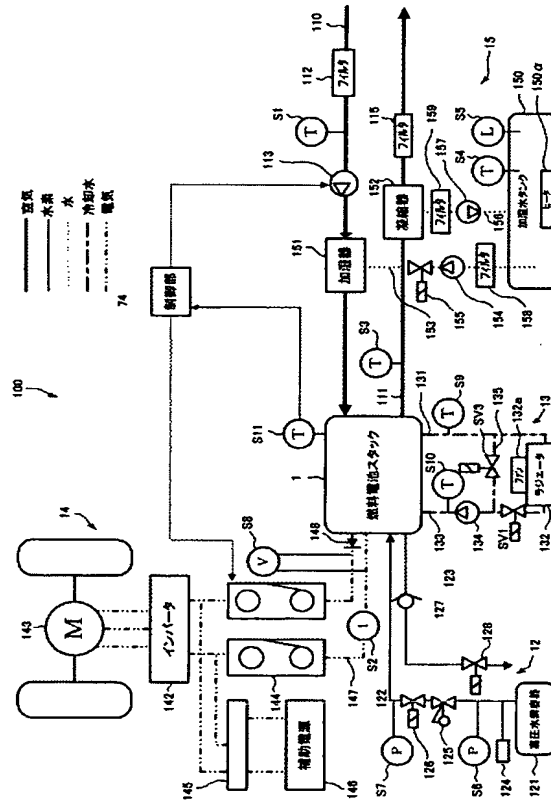 100
空気
水素
水
冷却水
電気
14
143
M
インバータ
142
145
補助電源
146
144
147
148
S8
V
S2
I
制御部
74
S1
T
112
フィルタ
110
113
151
加湿器
S11
T
1
燃料電池スタック
S3
T
111
152
凝縮器
115
フィルタ
159
フィルタ
157
156
153
155
154
158
フィルタ
15
S5
L
S4
T
150
加湿水タンク
150α
ヒータ
131
S9
T
SV3
135
S10
T
132a
ファン
13
ラジエータ
132
133
134
SV1
123
127
128
12
122
S7
P
126
125
S6
P
124
121
高圧水素容器